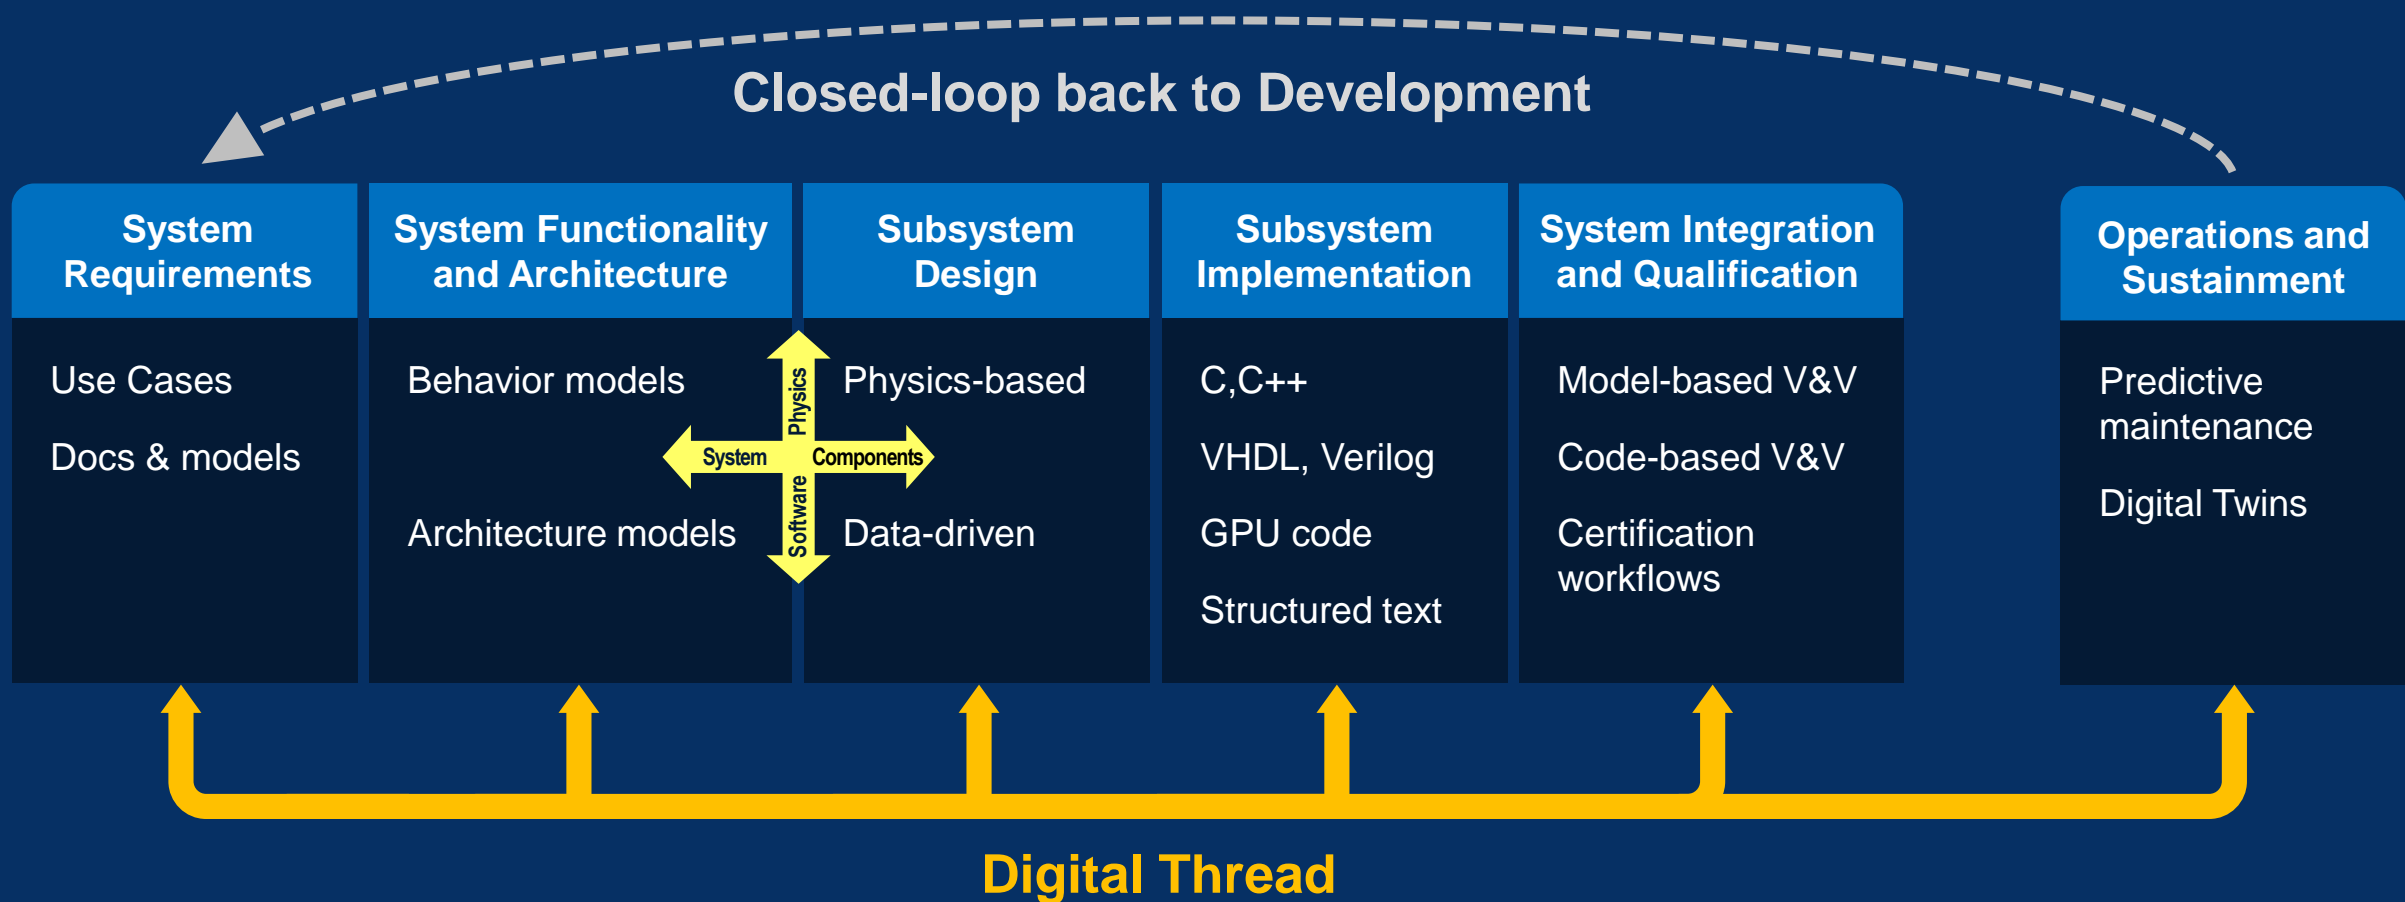 Closed-loop back to Development
System
Requirements
Use Cases
Docs & models
System Functionality
and Architecture
Behavior models
Architecture models
Physics
System
Components
Software
Subsystem
Design
Physics-based
Data-driven
Subsystem
Implementation
C,C++
VHDL, Verilog
GPU code
Structured text
System Integration
and Qualification
Model-based V&V
Code-based V&V
Certification
workflows
Operations and
Sustainment
Predictive
maintenance
Digital Twins
Digital Thread